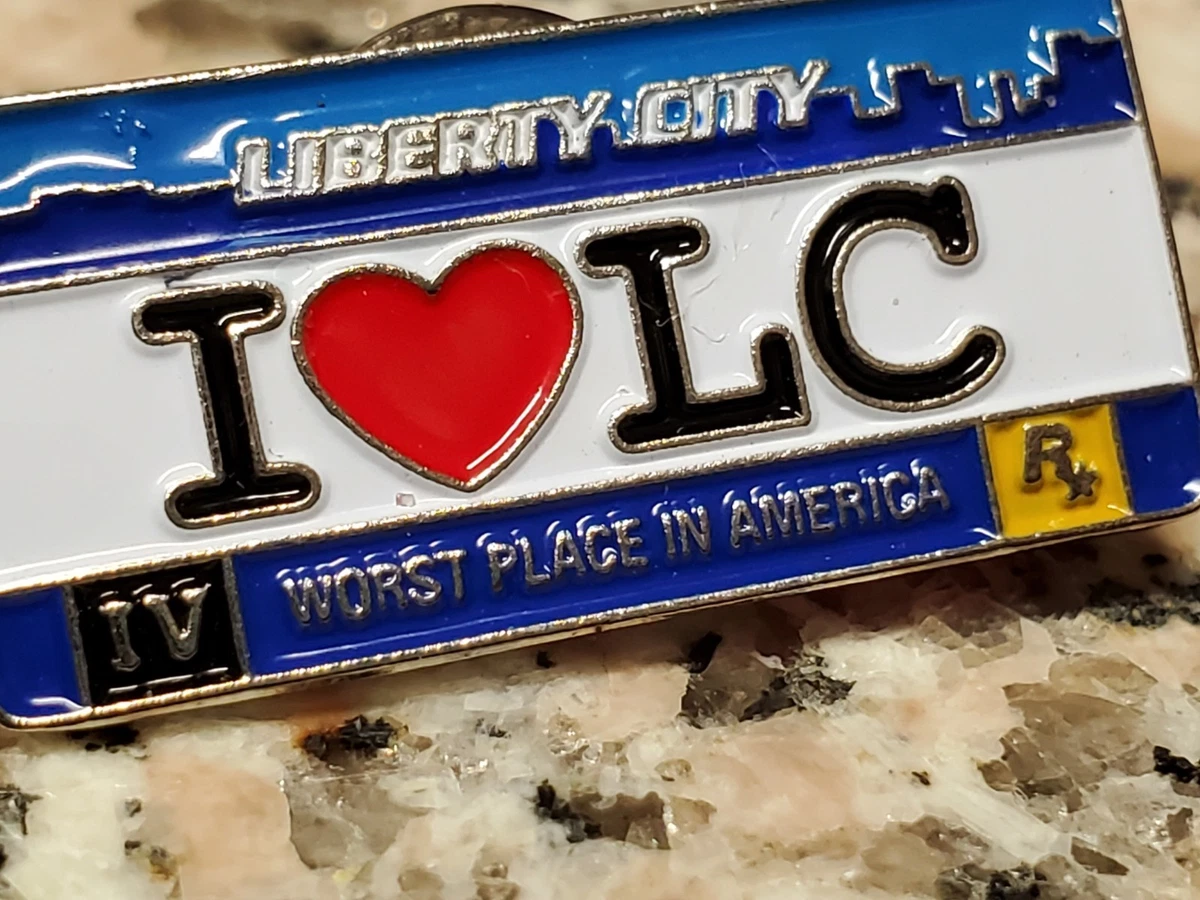 LIBERTY CITY
I ❤ LC
IV WORST PLACE IN AMERICA R★